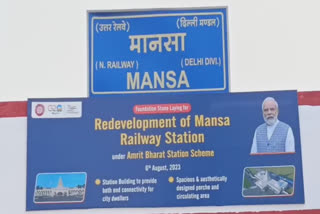 (उत्तर रेलवे) (दिल्ली मण्डल)
मानसा
(N. RAILWAY) (DELHI DIVI.)
MANSA
Foundation Stone Laying for
Redevelopment of Mansa
Railway Station
under Amrit Bharat Station Scheme
6th August, 2023
Station Building to provide
both end connectivity for
city dwellers
Spacious & aesthetically
designed porche and
circulating area